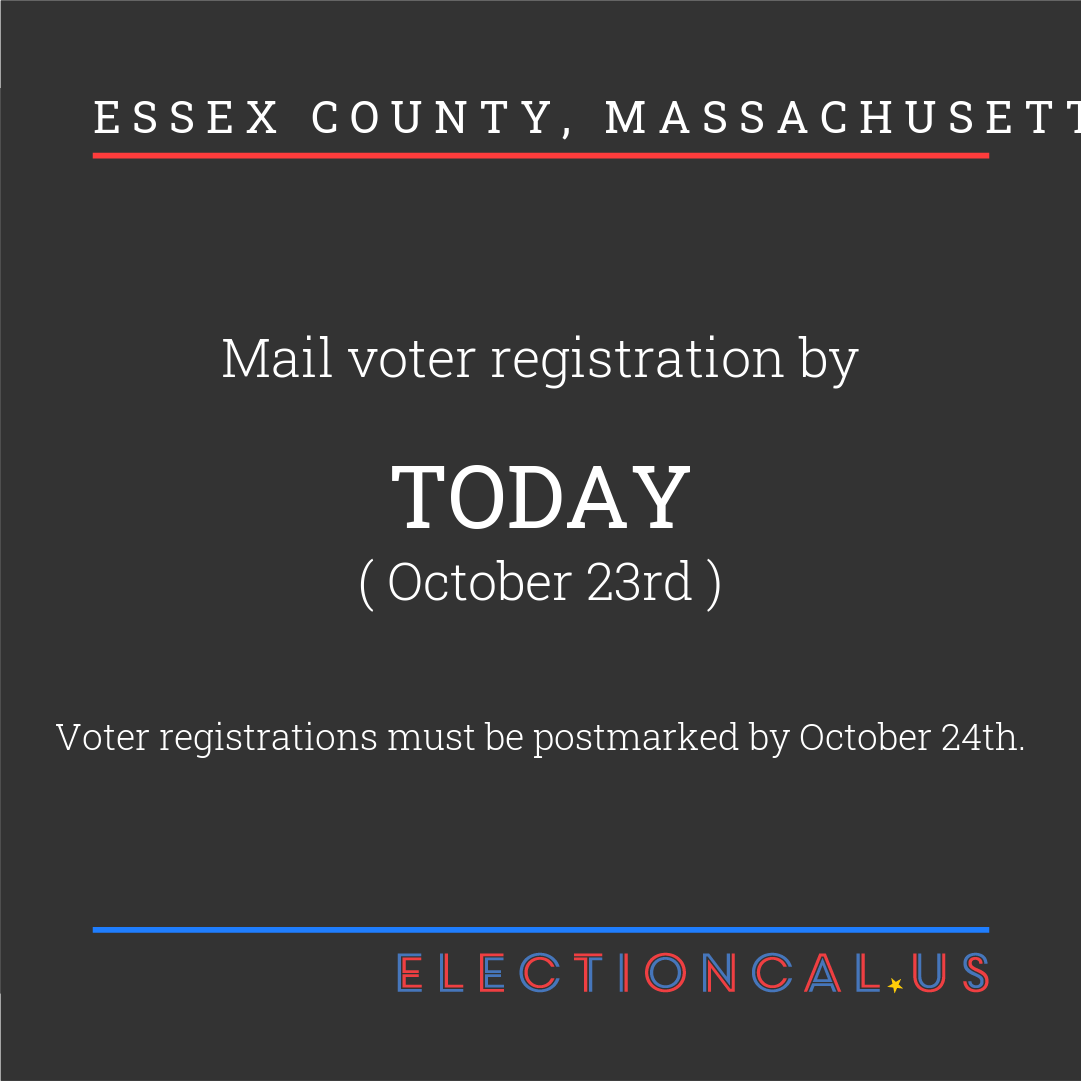 ESSEX COUNTY, MASSACHUSETT
Mail voter registration by
TODAY
( October 23rd )
Voter registrations must be postmarked by October 24th.
ELECTIONCAL.US